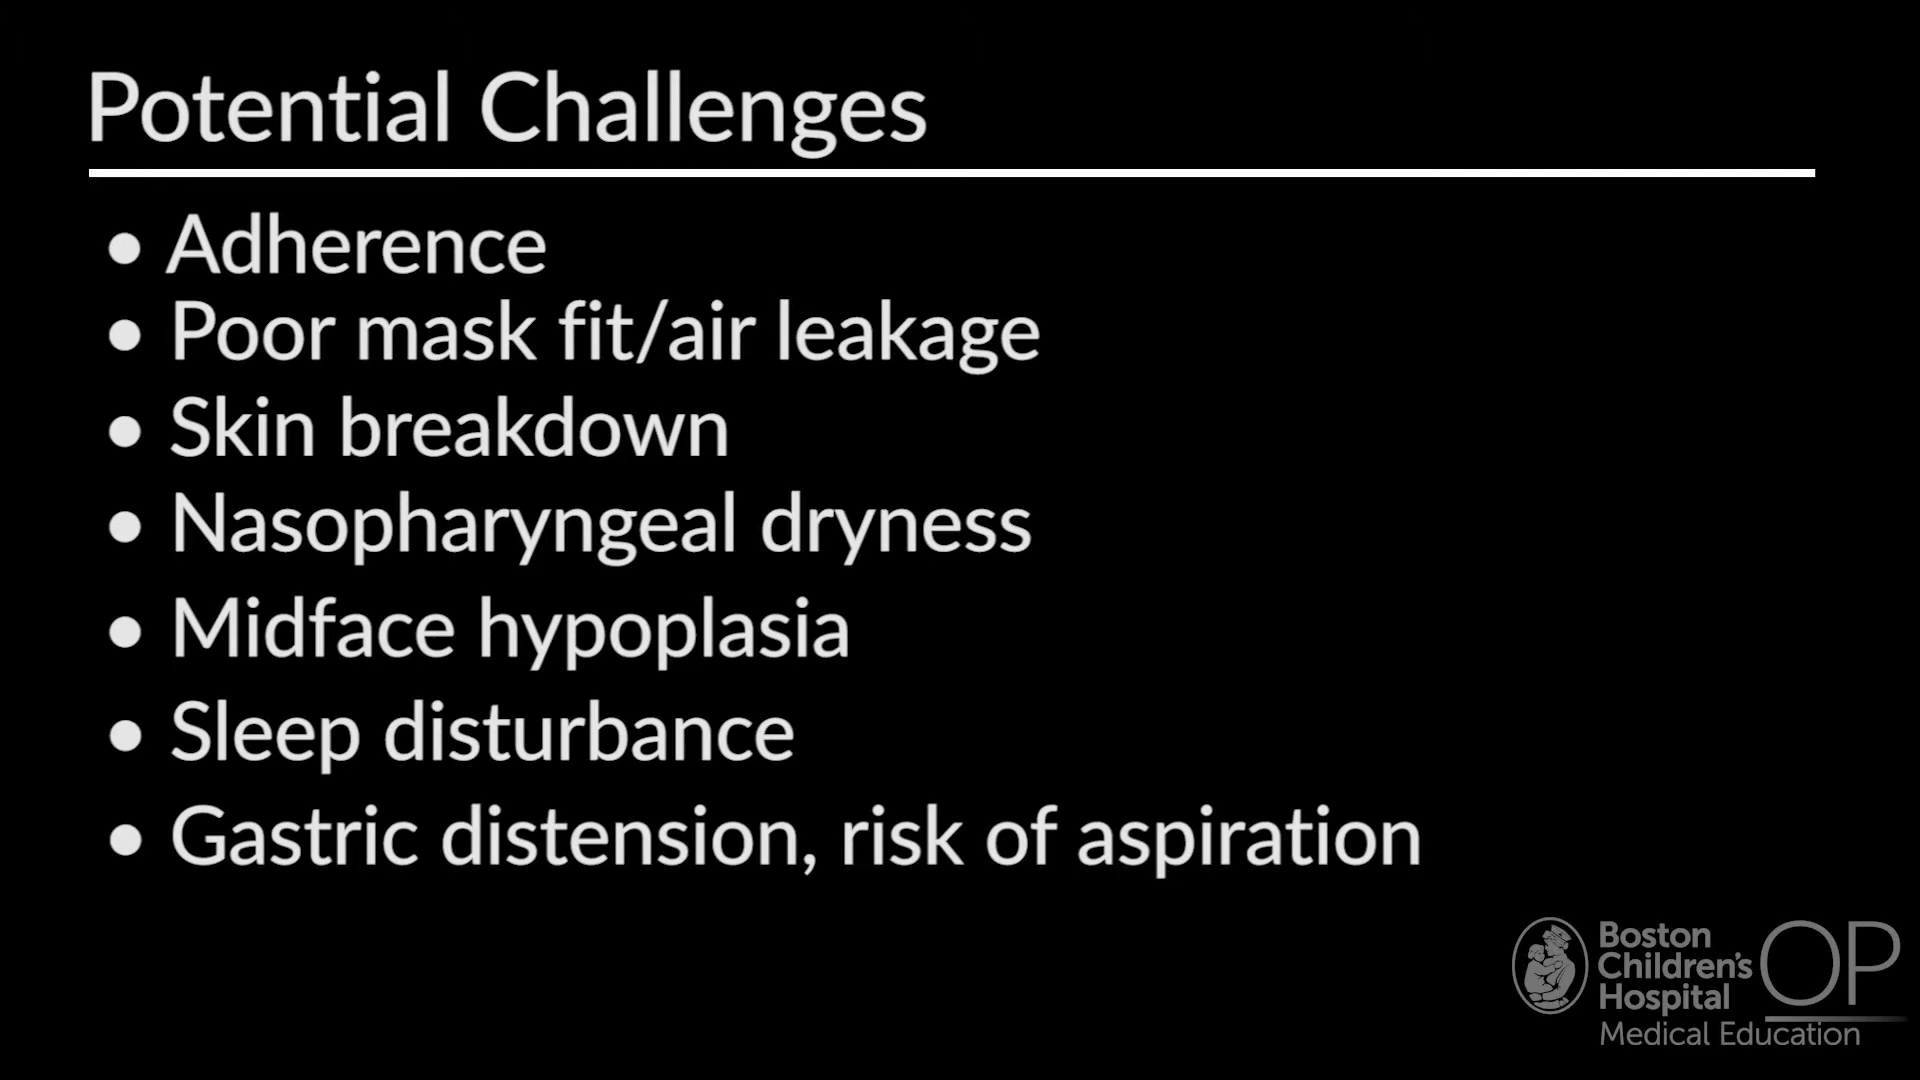 Potential Challenges
• Adherence
• Poor mask fit/air leakage
• Skin breakdown
• Nasopharyngeal dryness
• Midface hypoplasia
• Sleep disturbance
• Gastric distension, risk of aspiration
Boston
Children's
Hospital
OP
Medical Education